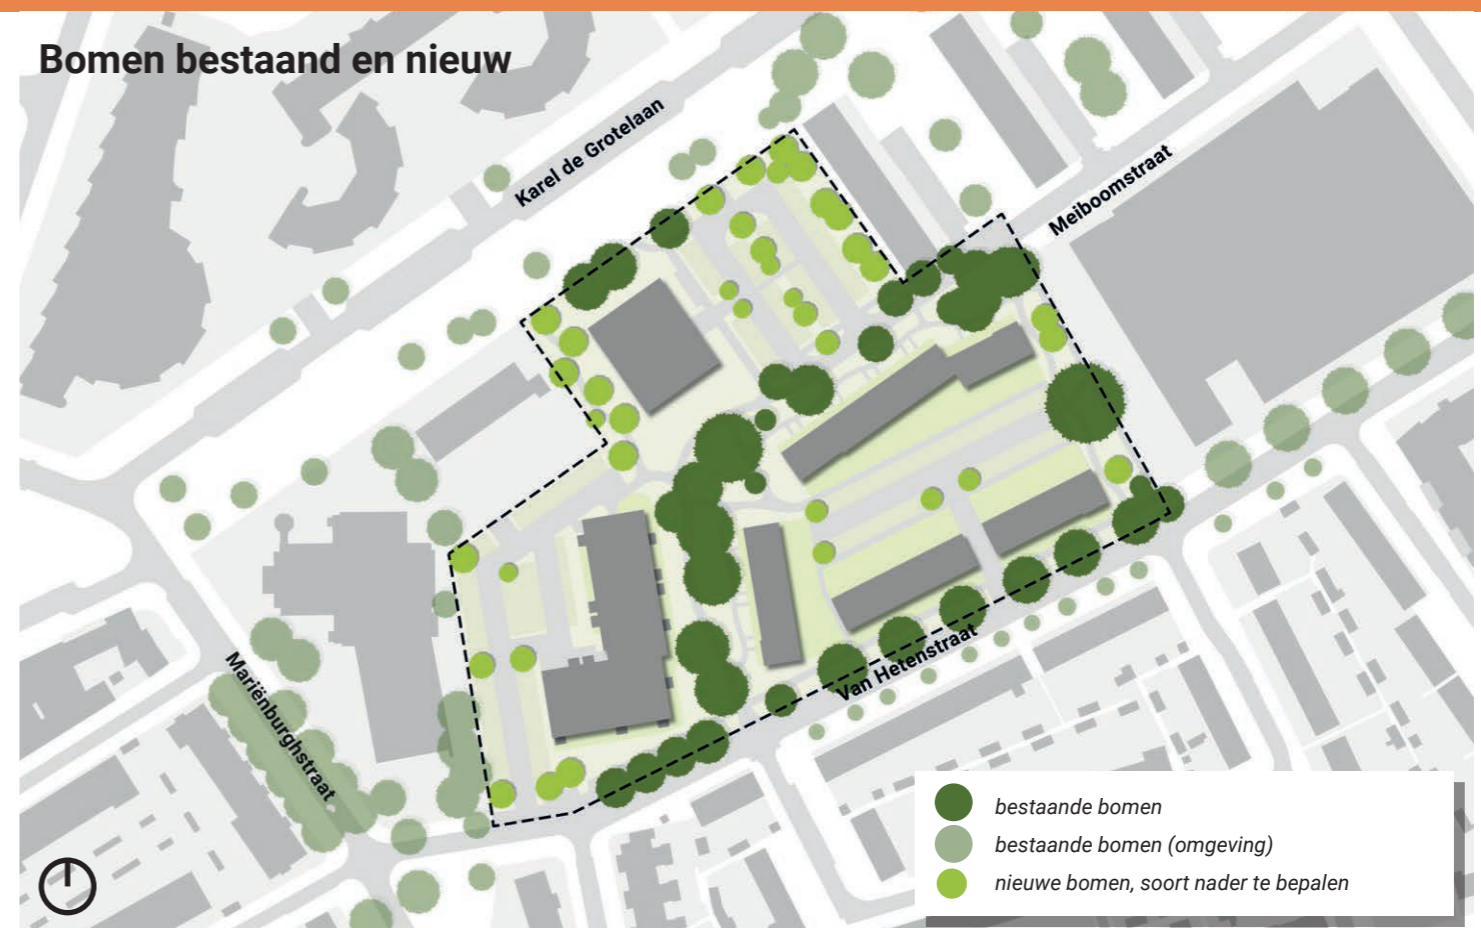 Bomen bestaand en nieuw
Karel de Grotelaan
Meiboomstraat
Mariënburghstraat
Van Hetenstraat
bestaande bomen
bestaande bomen (omgeving)
nieuwe bomen, soort nader te bepalen